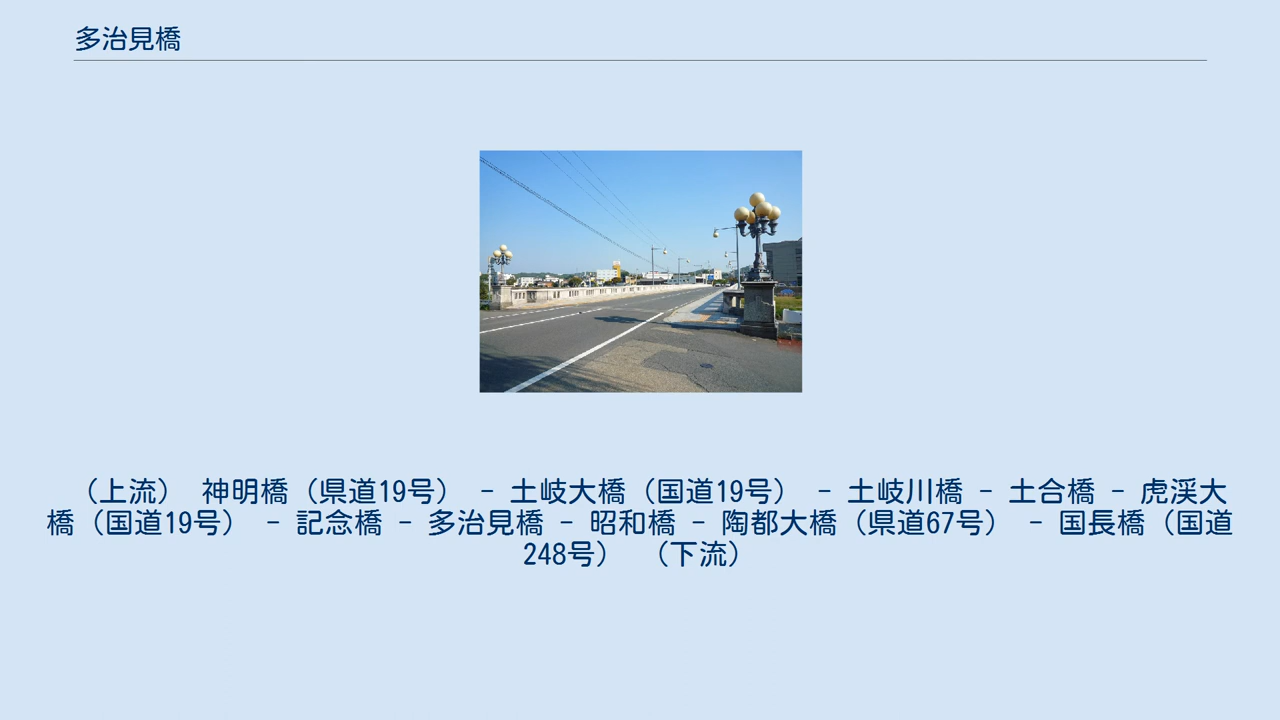 多治見橋
（上流） 神明橋（県道19号） - 土岐大橋（国道19号） - 土岐川橋 - 土合橋 - 虎渓大
橋（国道19号） - 記念橋 - 多治見橋 - 昭和橋 - 陶都大橋（県道67号） - 国長橋（国道
248号） （下流）